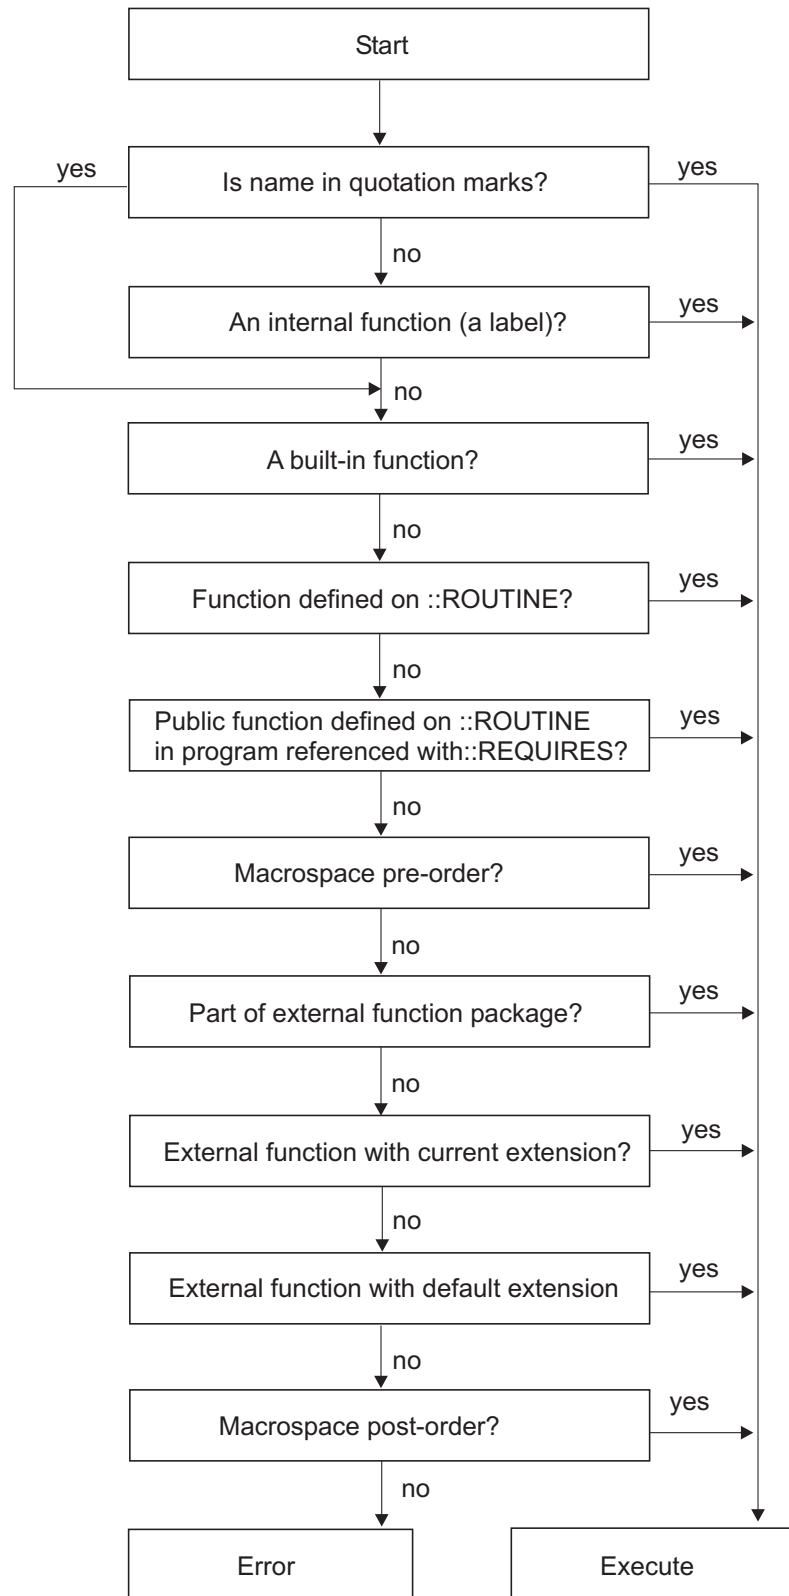 Start
yes
Is name in quotation marks?
yes
no
An internal function (a label)?
yes
no
A built-in function?
yes
no
Function defined on ::ROUTINE?
yes
no
Public function defined on ::ROUTINE
in program referenced with::REQUIRES?
yes
no
Macrospace pre-order?
yes
no
Part of external function package?
yes
no
External function with current extension?
yes
no
External function with default extension
yes
no
Macrospace post-order?
yes
no
Error
Execute